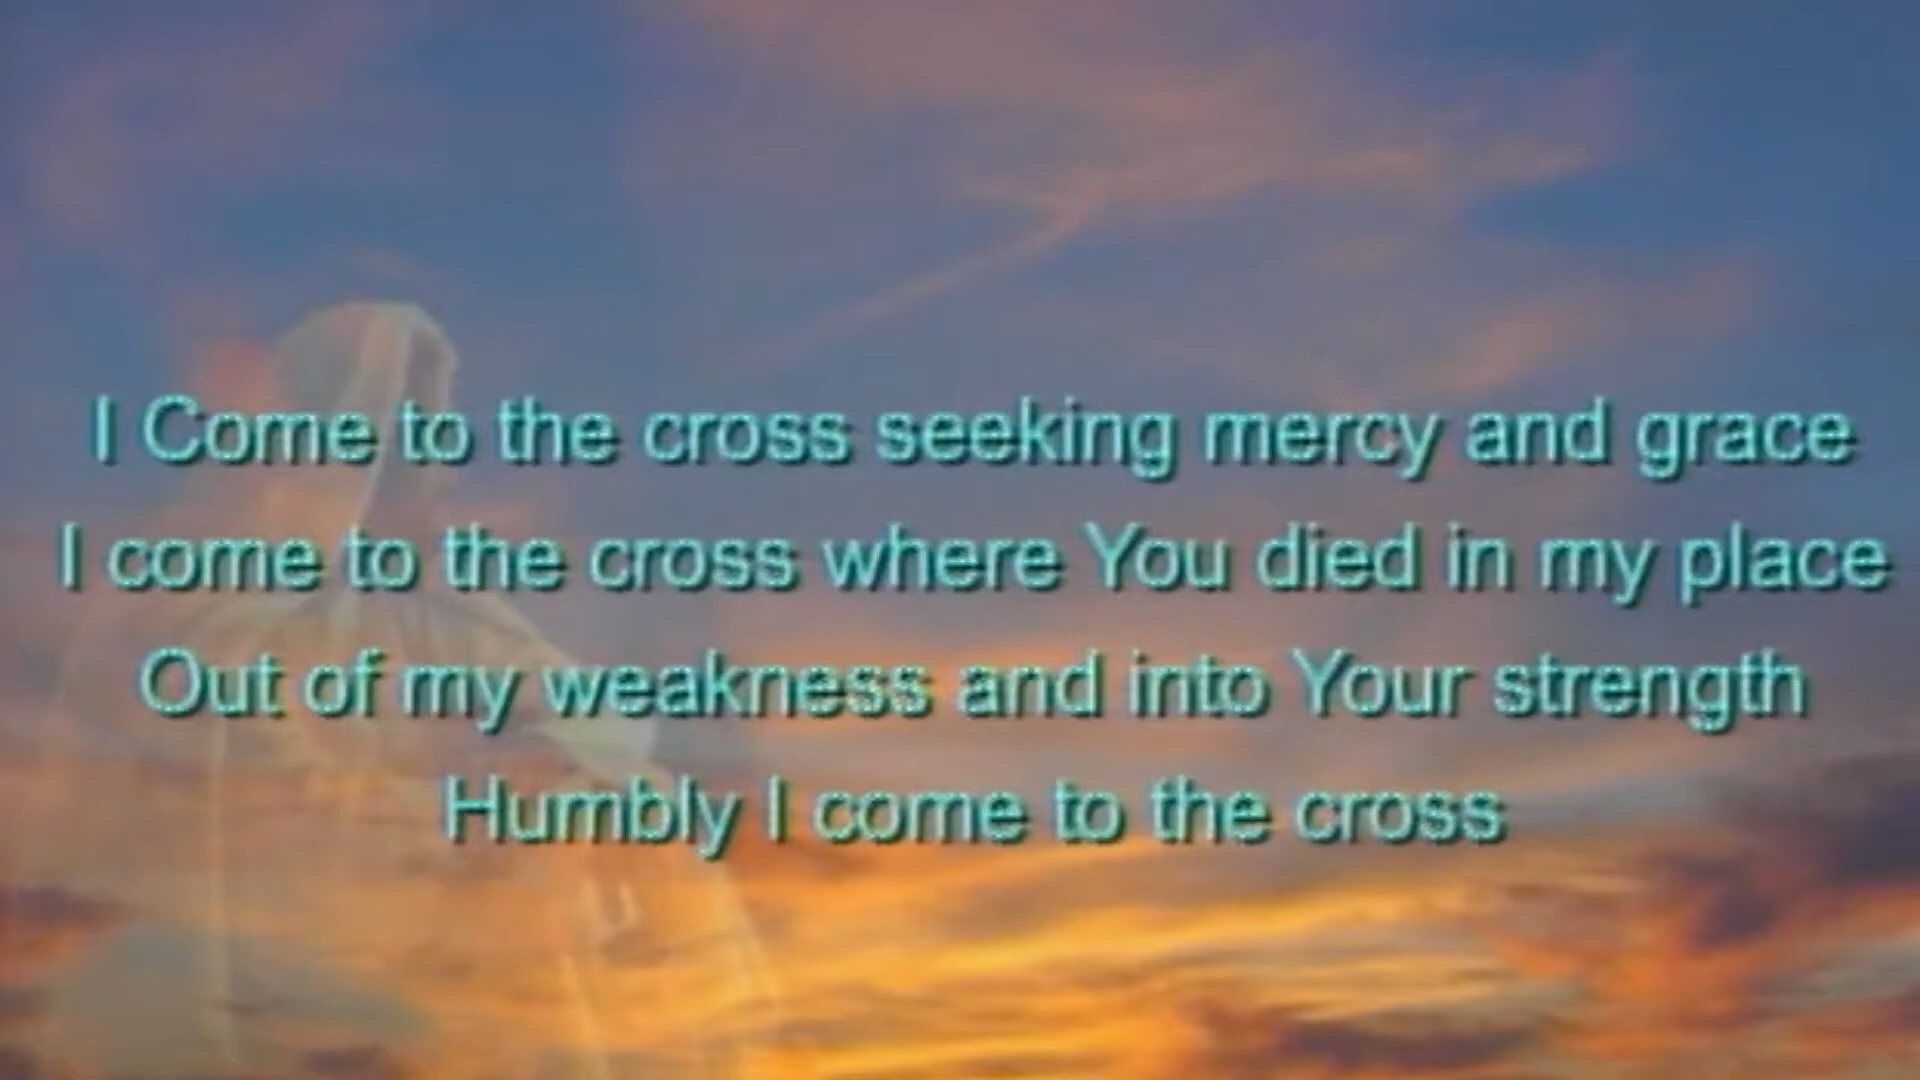 I Come to the cross seeking mercy and grace
I come to the cross where You died in my place
Out of my weakness and into Your strength
Humbly I come to the cross